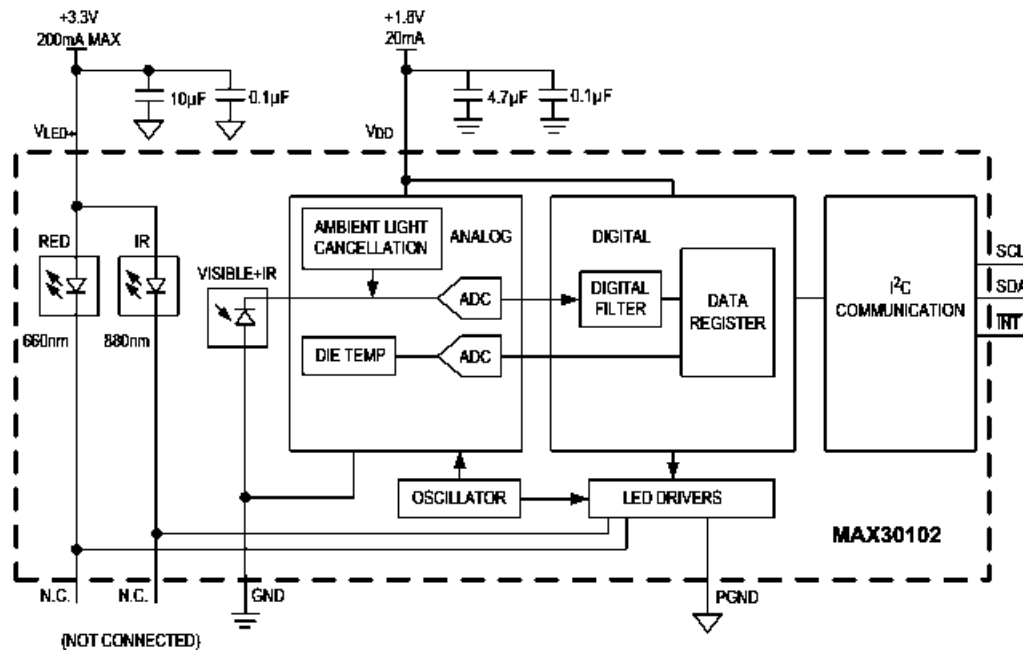 +3.3V
200mA MAX
+1.8V
20mA
10µF
0.1µF
4.7µF
0.1µF
VLED+
VDD
AMBIENT LIGHT
CANCELLATION
ANALOG
DIGITAL
RED
IR
VISIBLE+IR
ADC
DIGITAL
FILTER
DATA
REGISTER
I2C
COMMUNICATION
SCL
SDA
INT
660nm
880nm
DIE TEMP
ADC
OSCILLATOR
LED DRIVERS
MAX30102
N.C.
N.C.
GND
PGND
(NOT CONNECTED)